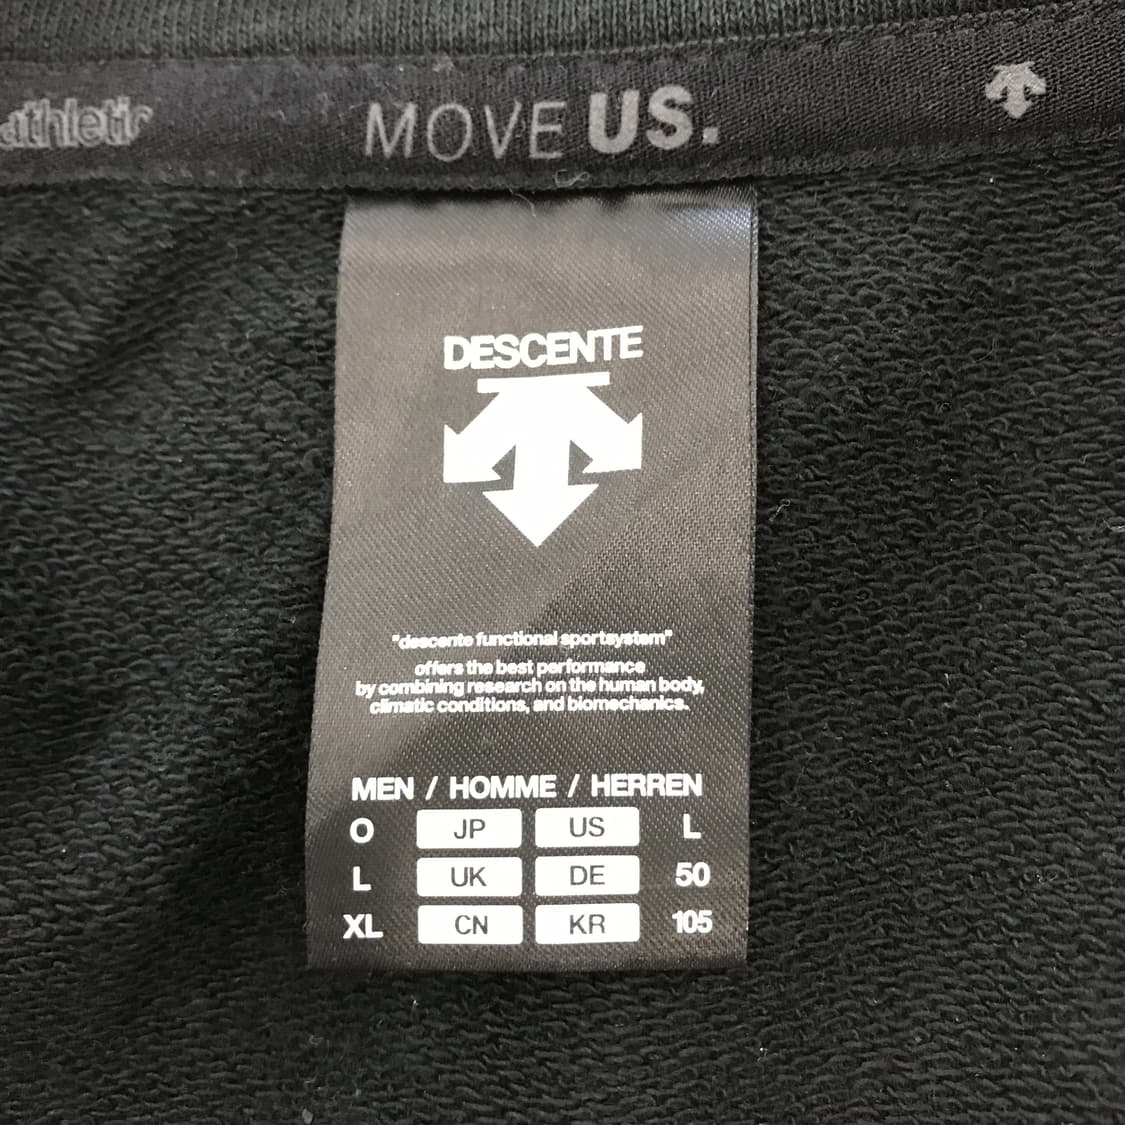 athletic MOVE US.
DESCENTE
"descente functional sportsystem"
offers the best performance
by combining research on the human body,
climatic conditions, and biomechanics.
MEN / HOMME / HERREN
O JP US L
L UK DE 50
XL CN KR 105